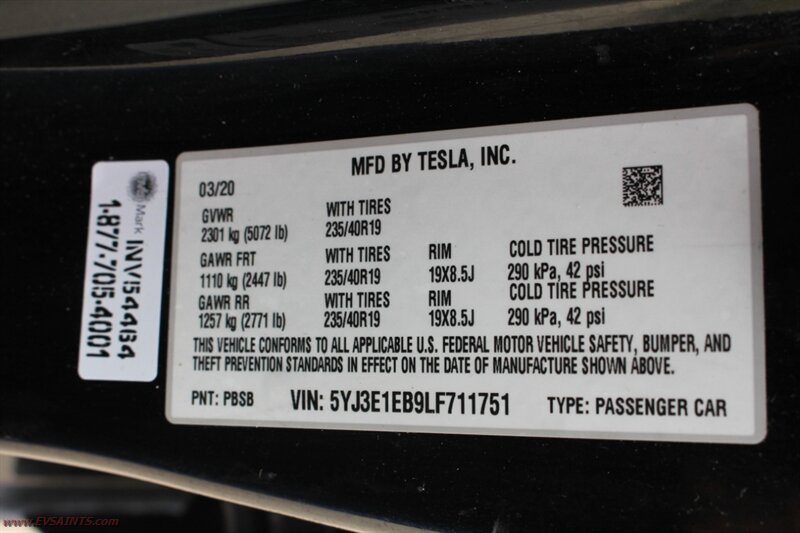 MFD BY TESLA, INC.
03/20
GVWR WITH TIRES
2301 kg (5072 lb) 235/40R19
GAWR FRT WITH TIRES RIM COLD TIRE PRESSURE
1110 kg (2447 lb) 235/40R19 19X8.5J 290 kPa, 42 psi
GAWR RR WITH TIRES RIM COLD TIRE PRESSURE
1257 kg (2771 lb) 235/40R19 19X8.5J 290 kPa, 42 psi
THIS VEHICLE CONFORMS TO ALL APPLICABLE U.S. FEDERAL MOTOR VEHICLE SAFETY, BUMPER, AND
THEFT PREVENTION STANDARDS IN EFFECT ON THE DATE OF MANUFACTURE SHOWN ABOVE.
PNT: PBSB VIN: 5YJ3E1EB9LF711751 TYPE: PASSENGER CAR
Mark INV1544134
1-877-705-4001
www.EVSAINTS.com